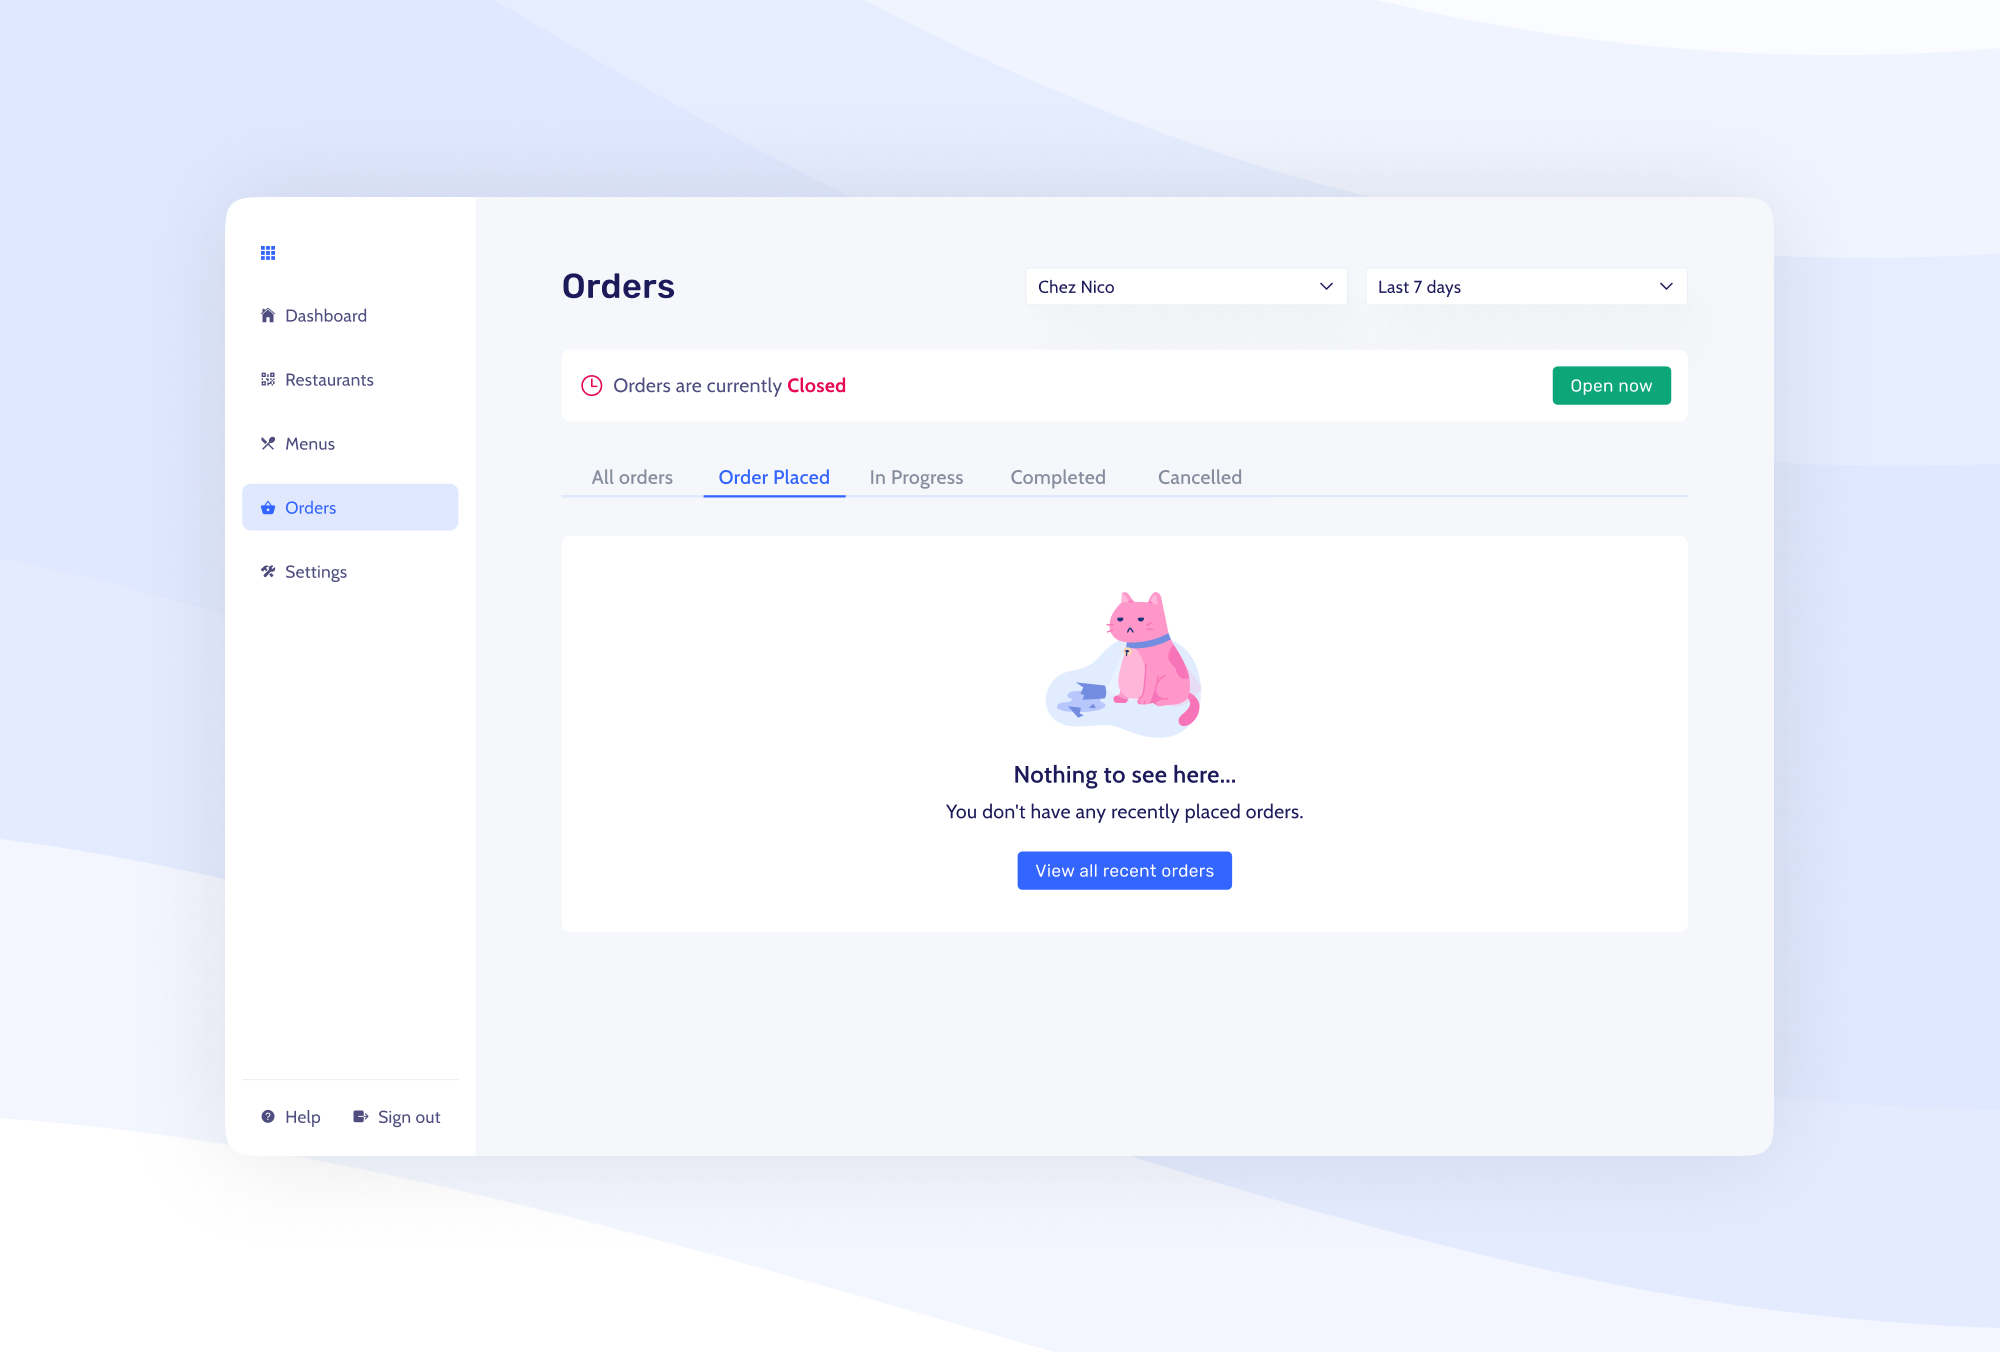 Dashboard
Restaurants
Menus
Orders
Settings
Help
Sign out
Orders
Chez Nico
Last 7 days
Orders are currently Closed
Open now
All orders
Order Placed
In Progress
Completed
Cancelled
Nothing to see here...
You don't have any recently placed orders.
View all recent orders